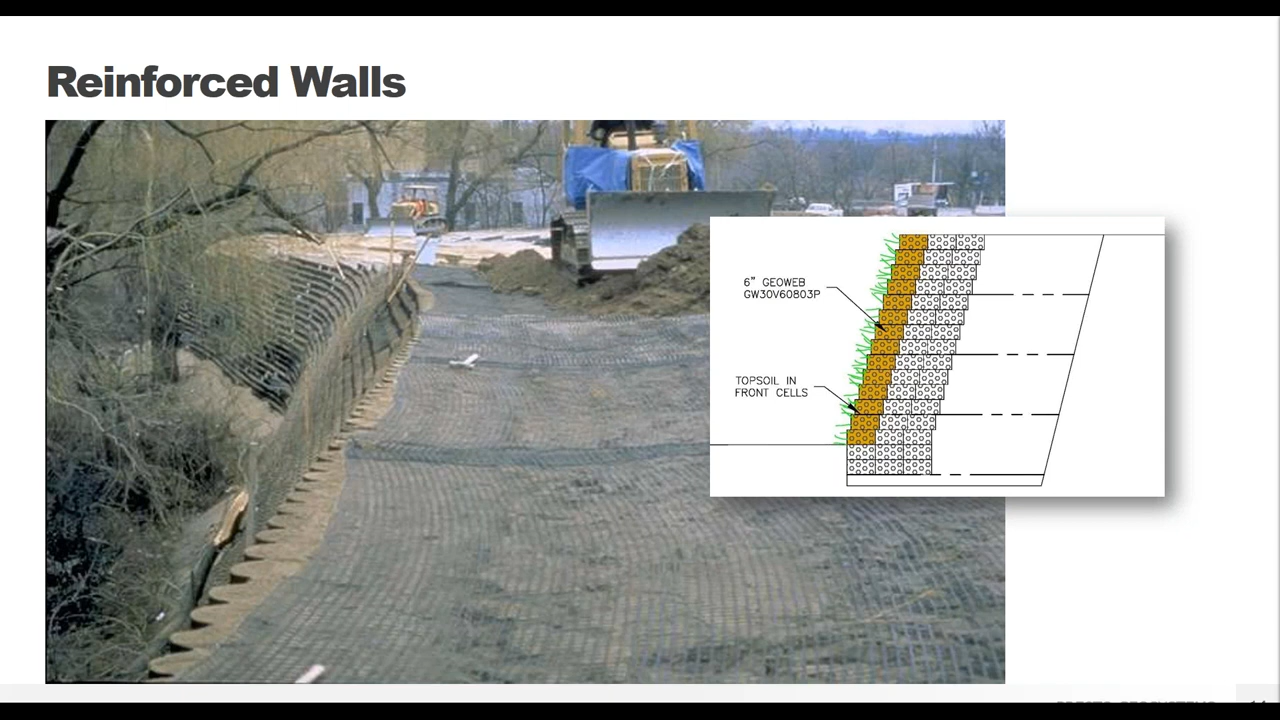 Reinforced Walls
6" GEOWEB
GW30V60803P
TOPSOIL IN
FRONT CELLS